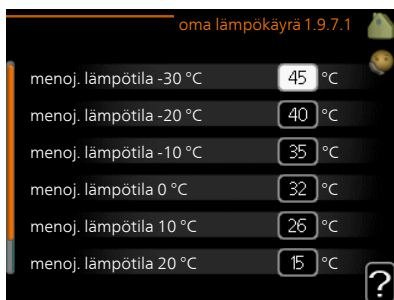 oma lämpökäyrä 1.9.7.1
menoj. lämpötila -30 °C 45 °C
menoj. lämpötila -20 °C 40 °C
menoj. lämpötila -10 °C 35 °C
menoj. lämpötila 0 °C 32 °C
menoj. lämpötila 10 °C 26 °C
menoj. lämpötila 20 °C 15 °C
?